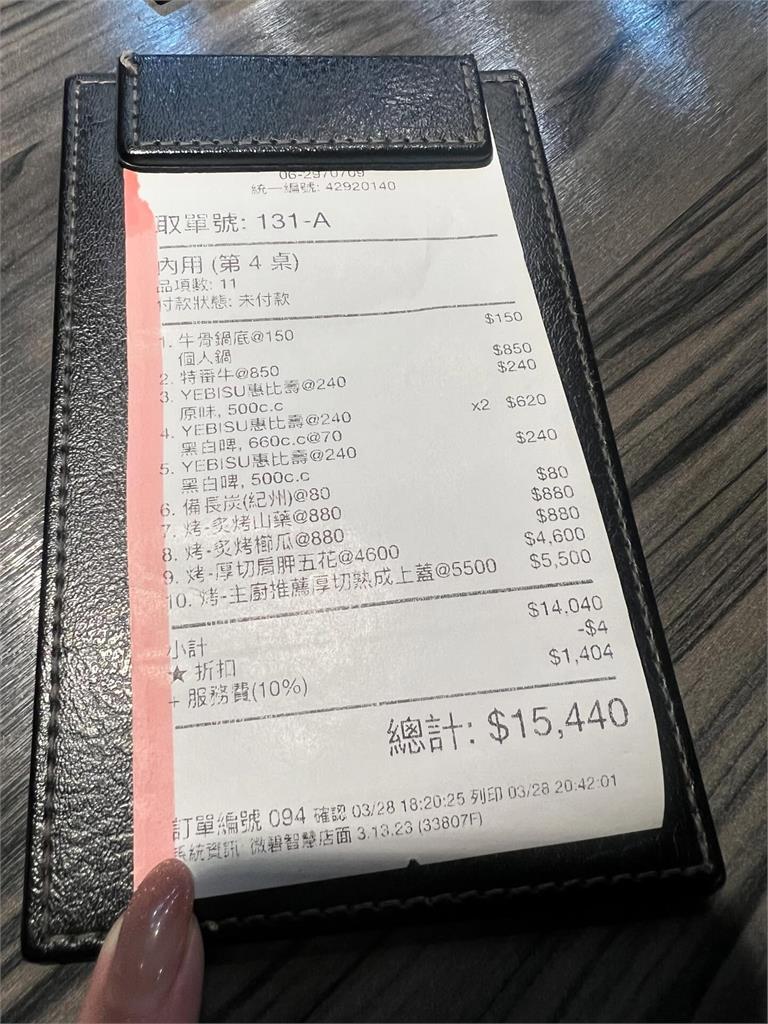 06-2970709
統一編號: 42920140
取單號: 131-A
內用 (第 4 桌)
品項數: 11
付款狀態: 未付款
1. 牛骨鍋底@150 $150
個人鍋
2. 特番牛@850 $850
3. YEBISU惠比壽@240 $240
原味, 500c.c
4. YEBISU惠比壽@240 x2 $620
黑白啤, 660c.c@70
5. YEBISU惠比壽@240 $240
黑白啤, 500c.c
6. 備長炭(紀州)@80 $80
7. 烤-炙烤山藥@880 $880
8. 烤-炙烤櫛瓜@880 $880
9. 烤-厚切肩胛五花@4600 $4,600
10. 烤-主廚推薦厚切熟成上蓋@5500 $5,500
小計 $14,040
★ 折扣 -$4
+ 服務費(10%) $1,404
總計: $15,440
訂單編號 094 確認 03/28 18:20:25 列印 03/28 20:42:01
系統資訊 微碧智慧店面 3.13.23 (33807F)